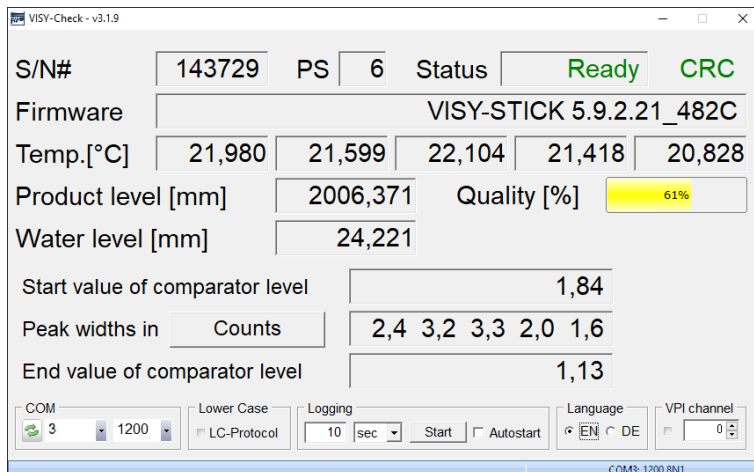 VISY-Check - v3.1.9
S/N# 143729 PS 6 Status Ready CRC
Firmware VISY-STICK 5.9.2.21_482C
Temp.[°C] 21,980 21,599 22,104 21,418 20,828
Product level [mm] 2006,371 Quality [%] 61%
Water level [mm] 24,221
Start value of comparator level 1,84
Peak widths in Counts 2,4 3,2 3,3 2,0 1,6
End value of comparator level 1,13
COM Lower Case Logging Language VPI channel
3 1200 LC-Protocol 10 sec Start Autostart EN DE 0
COM3: 1200,8N1